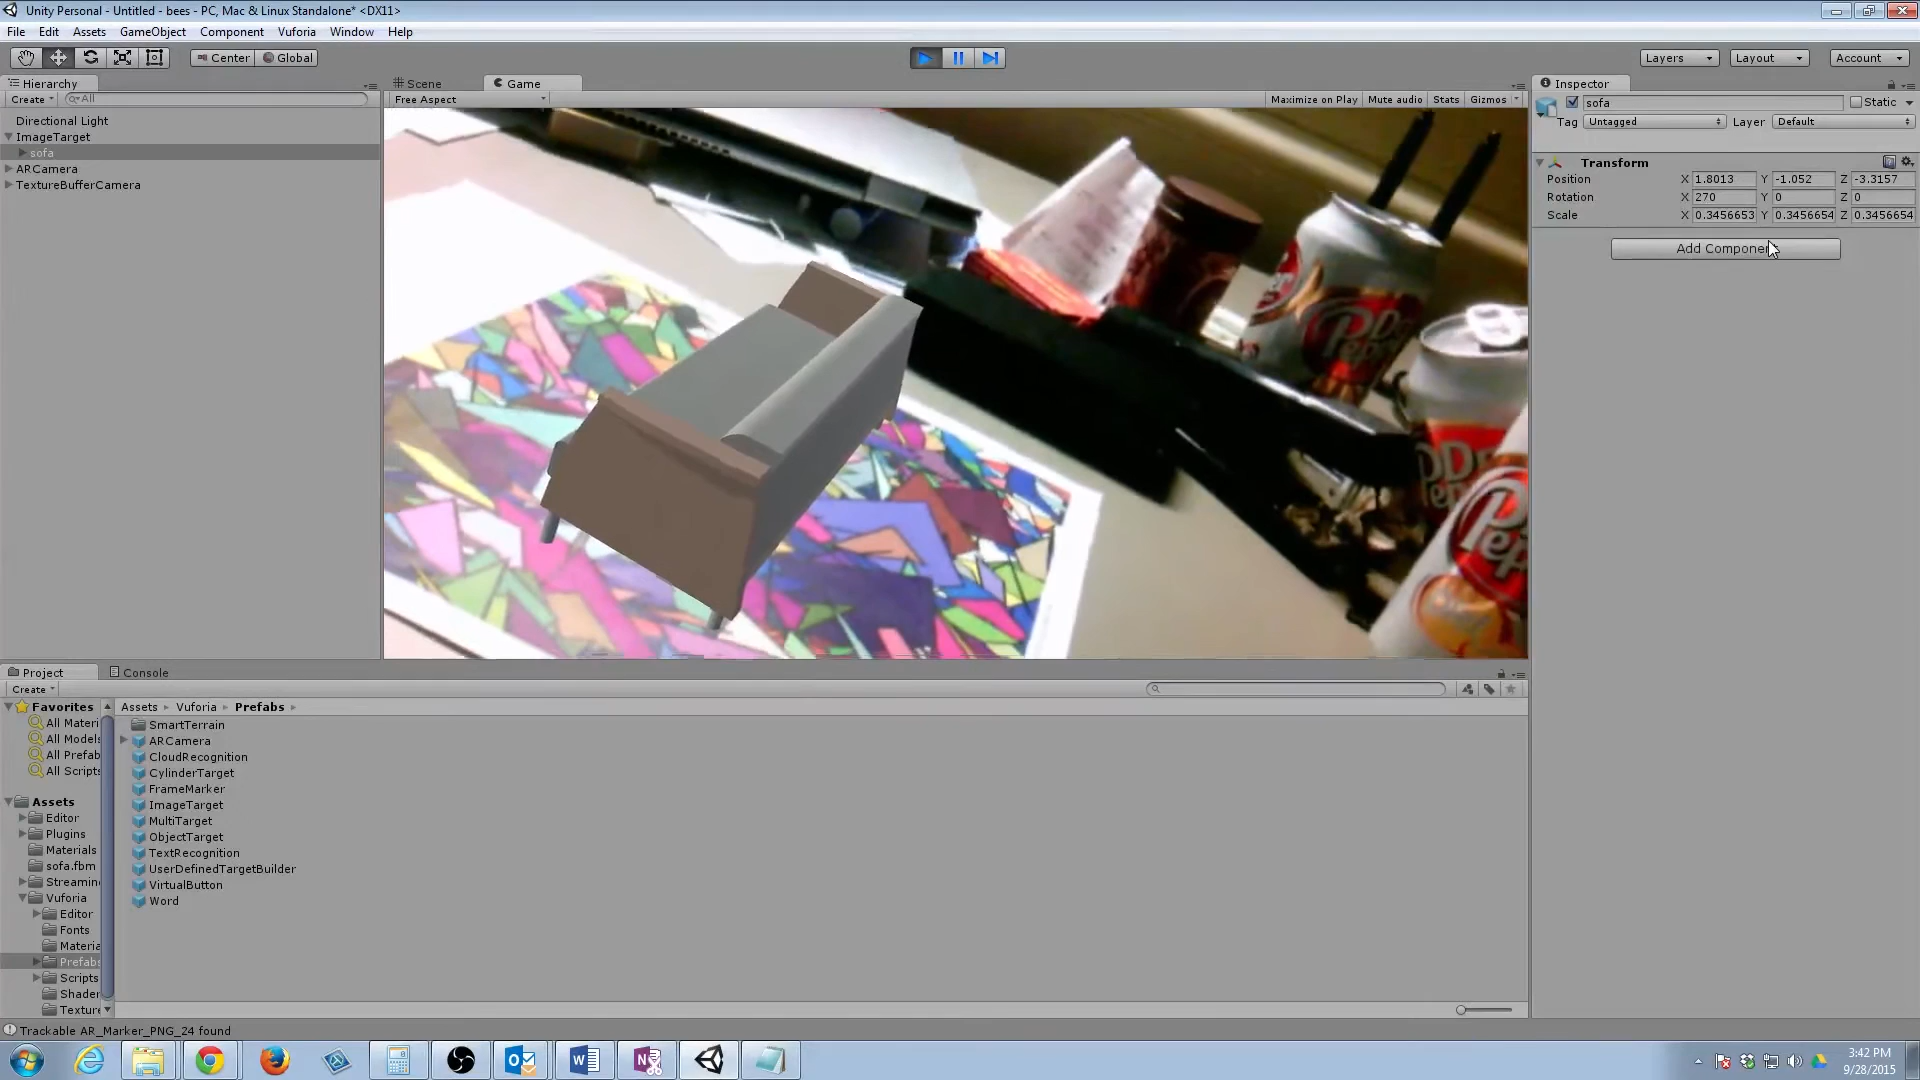 Unity Personal - Untitled - bees - PC, Mac & Linux Standalone* <DX11>
File Edit Assets GameObject Component Vuforia Window Help
Center Global Layers Layout Account
Hierarchy
Create All
Directional Light
ImageTarget
sofa
ARCamera
TextureBufferCamera
Scene Game
Free Aspect Maximize on Play Mute audio Stats Gizmos
Dr
Pepper
Inspector
sofa Static
Tag Untagged Layer Default
Transform
Position X 1.8013 Y -1.052 Z -3.3157
Rotation X 270 Y 0 Z 0
Scale X 0.3456653 Y 0.3456654 Z 0.3456654
Add Component
Project Console
Create
Favorites
All Materi
All Models
All Prefab
All Scripts
Assets
Editor
Plugins
Materials
sofa.fbm
Streamin
Vuforia
Editor
Fonts
Materia
Prefabs
Scripts
Shader
Texture
Assets Vuforia Prefabs
SmartTerrain
ARCamera
CloudRecognition
CylinderTarget
FrameMarker
ImageTarget
MultiTarget
ObjectTarget
TextRecognition
UserDefinedTargetBuilder
VirtualButton
Word
Trackable AR_Marker_PNG_24 found
3:42 PM
9/28/2015